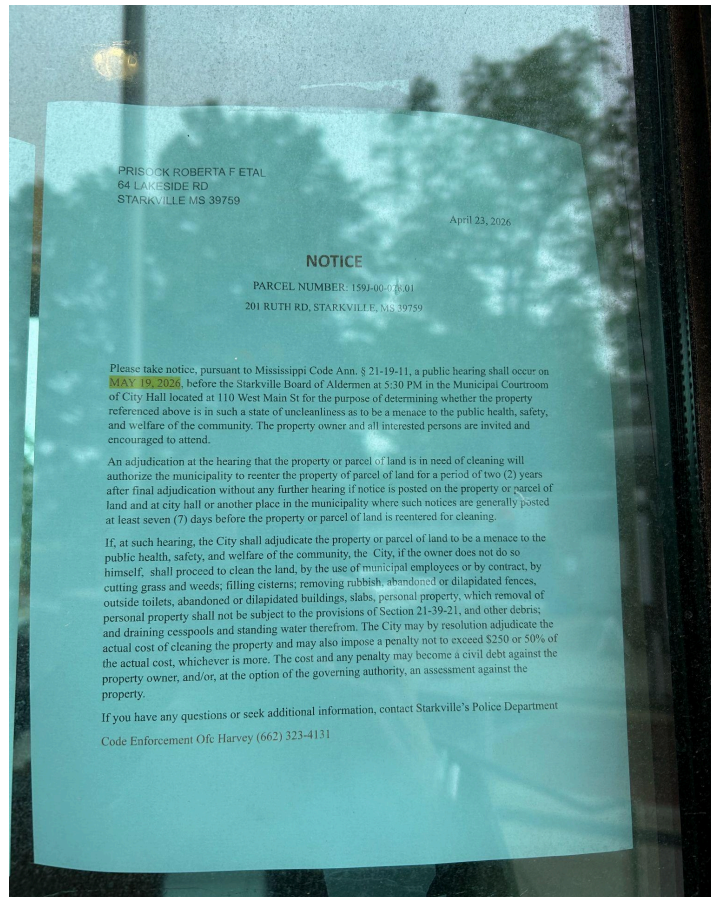 PRISOCK ROBERTA F ETAL
64 LAKESIDE RD
STARKVILLE MS 39759
April 23, 2026
NOTICE
PARCEL NUMBER: 159J-00-028.01
201 RUTH RD, STARKVILLE, MS 39759
Please take notice, pursuant to Mississippi Code Ann. § 21-19-11, a public hearing shall occur on
MAY 19, 2026, before the Starkville Board of Aldermen at 5:30 PM in the Municipal Courtroom
of City Hall located at 110 West Main St for the purpose of determining whether the property
referenced above is in such a state of uncleanliness as to be a menace to the public health, safety,
and welfare of the community. The property owner and all interested persons are invited and
encouraged to attend.
An adjudication at the hearing that the property or parcel of land is in need of cleaning will
authorize the municipality to reenter the property of parcel of land for a period of two (2) years
after final adjudication without any further hearing if notice is posted on the property or parcel of
land and at city hall or another place in the municipality where such notices are generally posted
at least seven (7) days before the property or parcel of land is reentered for cleaning.
If, at such hearing, the City shall adjudicate the property or parcel of land to be a menace to the
public health, safety, and welfare of the community, the City, if the owner does not do so
himself, shall proceed to clean the land, by the use of municipal employees or by contract, by
cutting grass and weeds; filling cisterns; removing rubbish, abandoned or dilapidated fences,
outside toilets, abandoned or dilapidated buildings, slabs, personal property, which removal of
personal property shall not be subject to the provisions of Section 21-39-21, and other debris;
and draining cesspools and standing water therefrom. The City may by resolution adjudicate the
actual cost of cleaning the property and may also impose a penalty not to exceed $250 or 50% of
the actual cost, whichever is more. The cost and any penalty may become a civil debt against the
property owner, and/or, at the option of the governing authority, an assessment against the
property.
If you have any questions or seek additional information, contact Starkville's Police Department
Code Enforcement Ofc Harvey (662) 323-4131